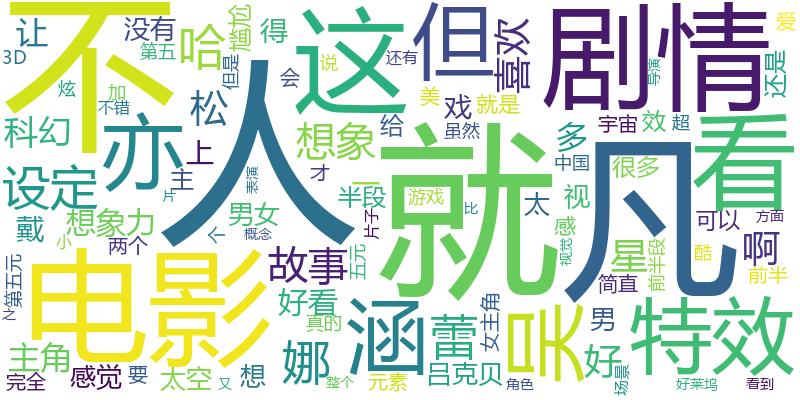 不
人
就
凡
电影
剧情
这
但
看
亦
涵
吴
特效
设定
哈
松
上
喜欢
想象
故事
蕾
娜
好
啊
星
让
没有
第五
尴尬
得
3D
炫
加
但是
会
说
还有
美
戏
就是
导演
爱
还是
科幻
不错
给
虽然
多
宇宙
效
超
主
表演
才
一
半段
游戏
太
视
中国
很多
戴
想象力
男女
片
小
两个
个
概念
片子
比
感
视觉
前半段
可以
方面
酷
之
第五元
五元
好看
真的
简直
前半
主角
感觉
完全
要
太空
又
想
整个
元素
吕克贝
女主角
角色
男
场景
好莱坞
看到